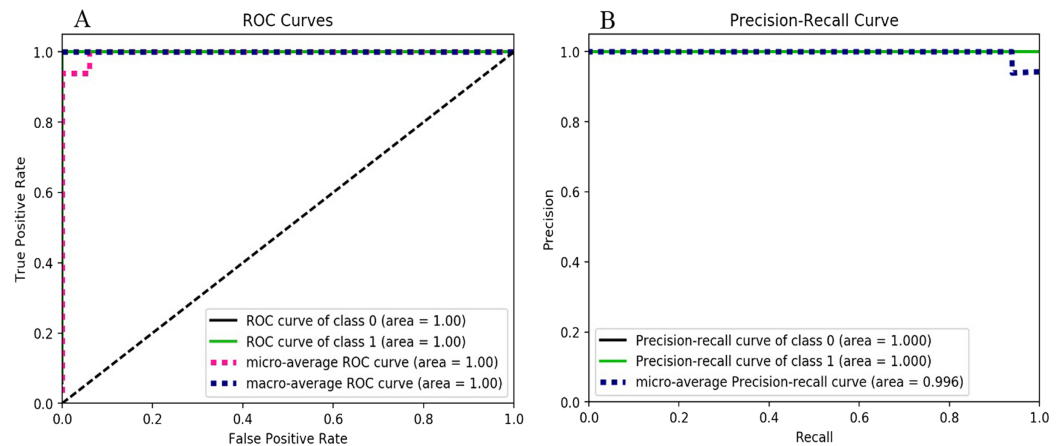 A
ROC Curves
True Positive Rate
1.0
0.8
0.6
0.4
0.2
0.0
ROC curve of class 0 (area = 1.00)
ROC curve of class 1 (area = 1.00)
micro-average ROC curve (area = 1.00)
macro-average ROC curve (area = 1.00)
0.0 0.2 0.4 0.6 0.8 1.0
False Positive Rate
B
Precision-Recall Curve
Precision
1.0
0.8
0.6
0.4
0.2
0.0
Precision-recall curve of class 0 (area = 1.000)
Precision-recall curve of class 1 (area = 1.000)
micro-average Precision-recall curve (area = 0.996)
0.0 0.2 0.4 0.6 0.8 1.0
Recall